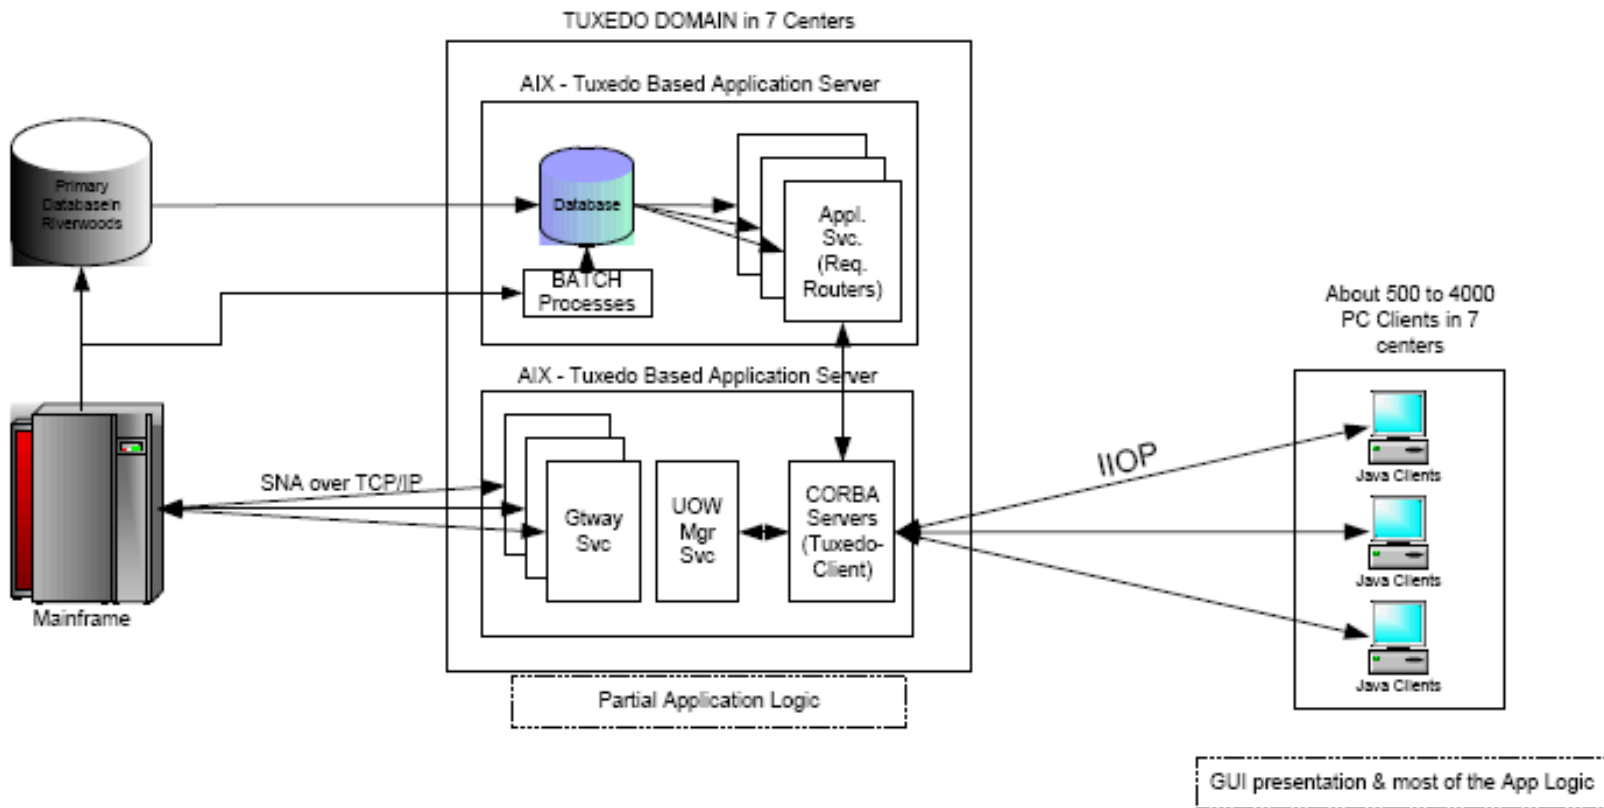 TUXEDO DOMAIN in 7 Centers
AIX - Tuxedo Based Application Server
Primary
DatabaseIn
Riverwoods
Database
Appl.
Svc.
(Req.
Routers)
BATCH
Processes
About 500 to 4000
PC Clients in 7
centers
AIX - Tuxedo Based Application Server
SNA over TCP/IP
Gtway
Svc
UOW
Mgr
Svc
CORBA
Servers
(Tuxedo-
Client)
IIOP
Java Clients
Java Clients
Java Clients
Mainframe
Partial Application Logic
GUI presentation & most of the App Logic